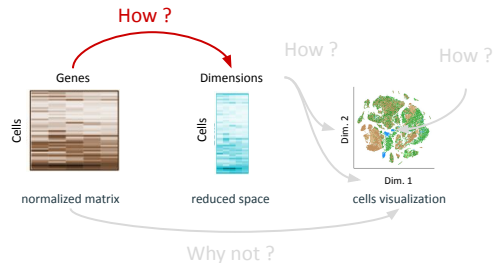 How ?
How ?
How ?
Genes
Dimensions
Cells
Cells
Dim. 2
Dim. 1
normalized matrix
reduced space
cells visualization
Why not ?